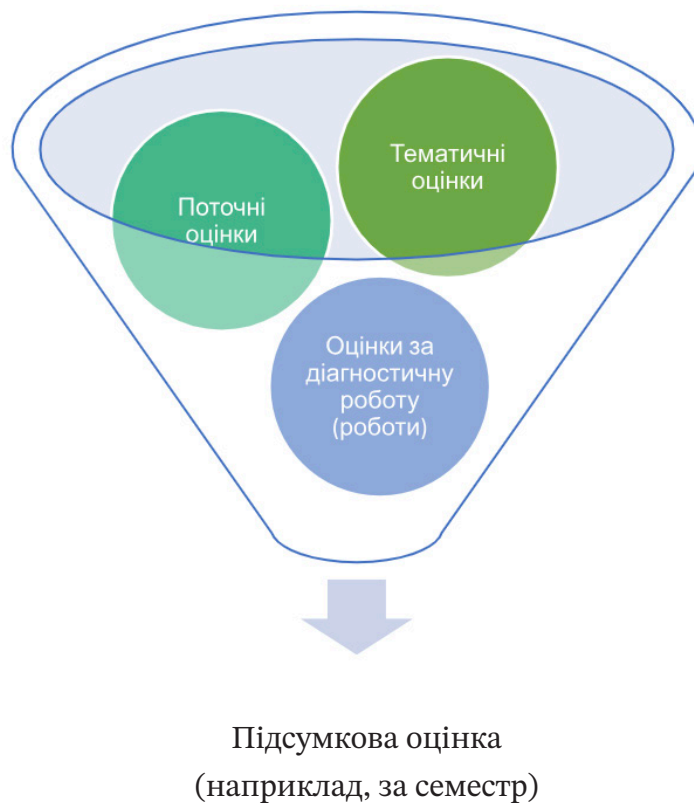 Поточні
оцінки
Тематичні
оцінки
Оцінки за
діагностичну
роботу
(роботи)
Підсумкова оцінка
(наприклад, за семестр)